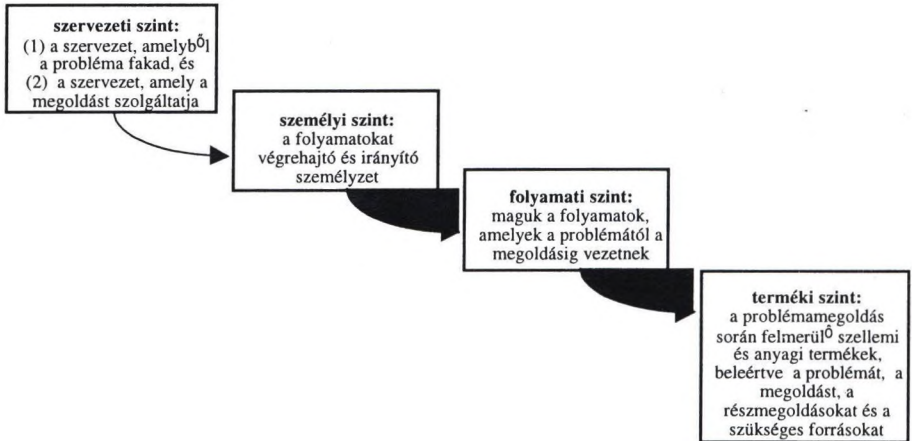 szervezeti szint:
(1) a szervezet, amelyből
a probléma fakad, és
(2) a szervezet, amely a
megoldást szolgáltatja
személyi szint:
a folyamatokat
végrehajtó és irányító
személyzet
folyamati szint:
maguk a folyamatok,
amelyek a problémától a
megoldásig vezetnek
terméki szint:
a problémamegoldás
során felmerülő szellemi
és anyagi termékek,
beleértve a problémát, a
megoldást, a
részmegoldásokat és a
szükséges forrásokat